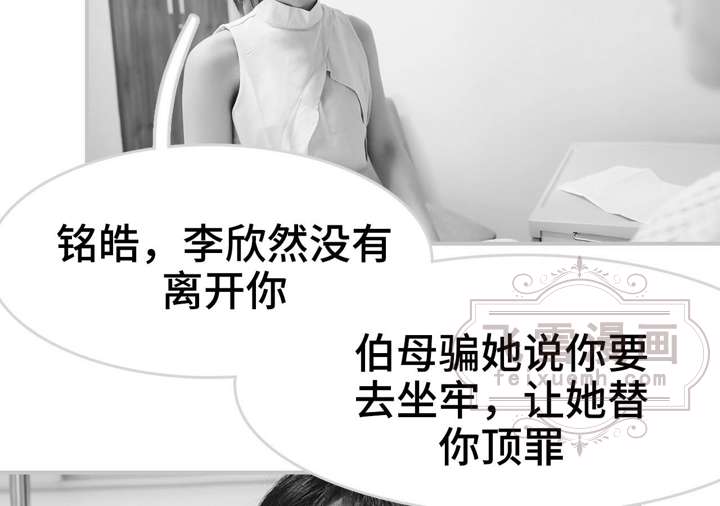 铭皓，李欣然没有
离开你
飞雪漫画
feixuemh.com
伯母骗她说你要
去坐牢，让她替
你顶罪